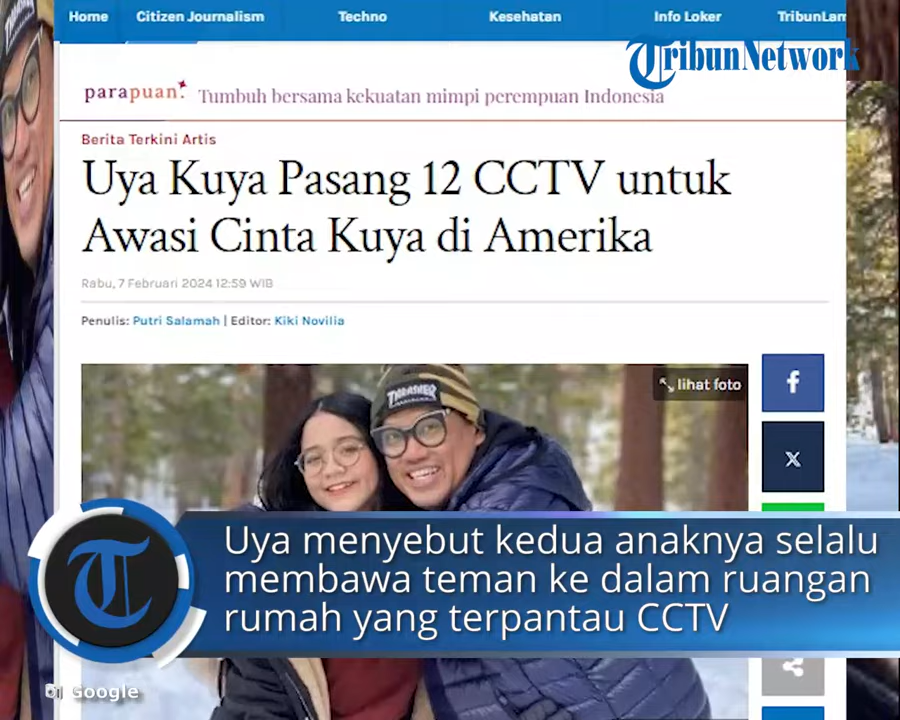 Home Citizen Journalism Techno Kesehatan Info Loker TribunLam
TribunNetwork
parapuan. Tumbuh bersama kekuatan mimpi perempuan Indonesia
Berita Terkini Artis
Uya Kuya Pasang 12 CCTV untuk
Awasi Cinta Kuya di Amerika
Rabu, 7 Februari 2024 12:59 WIB
Penulis: Putri Salamah | Editor: Kiki Novilia
lihat foto
THRASHER
f
X
T
Uya menyebut kedua anaknya selalu
membawa teman ke dalam ruangan
rumah yang terpantau CCTV
Google